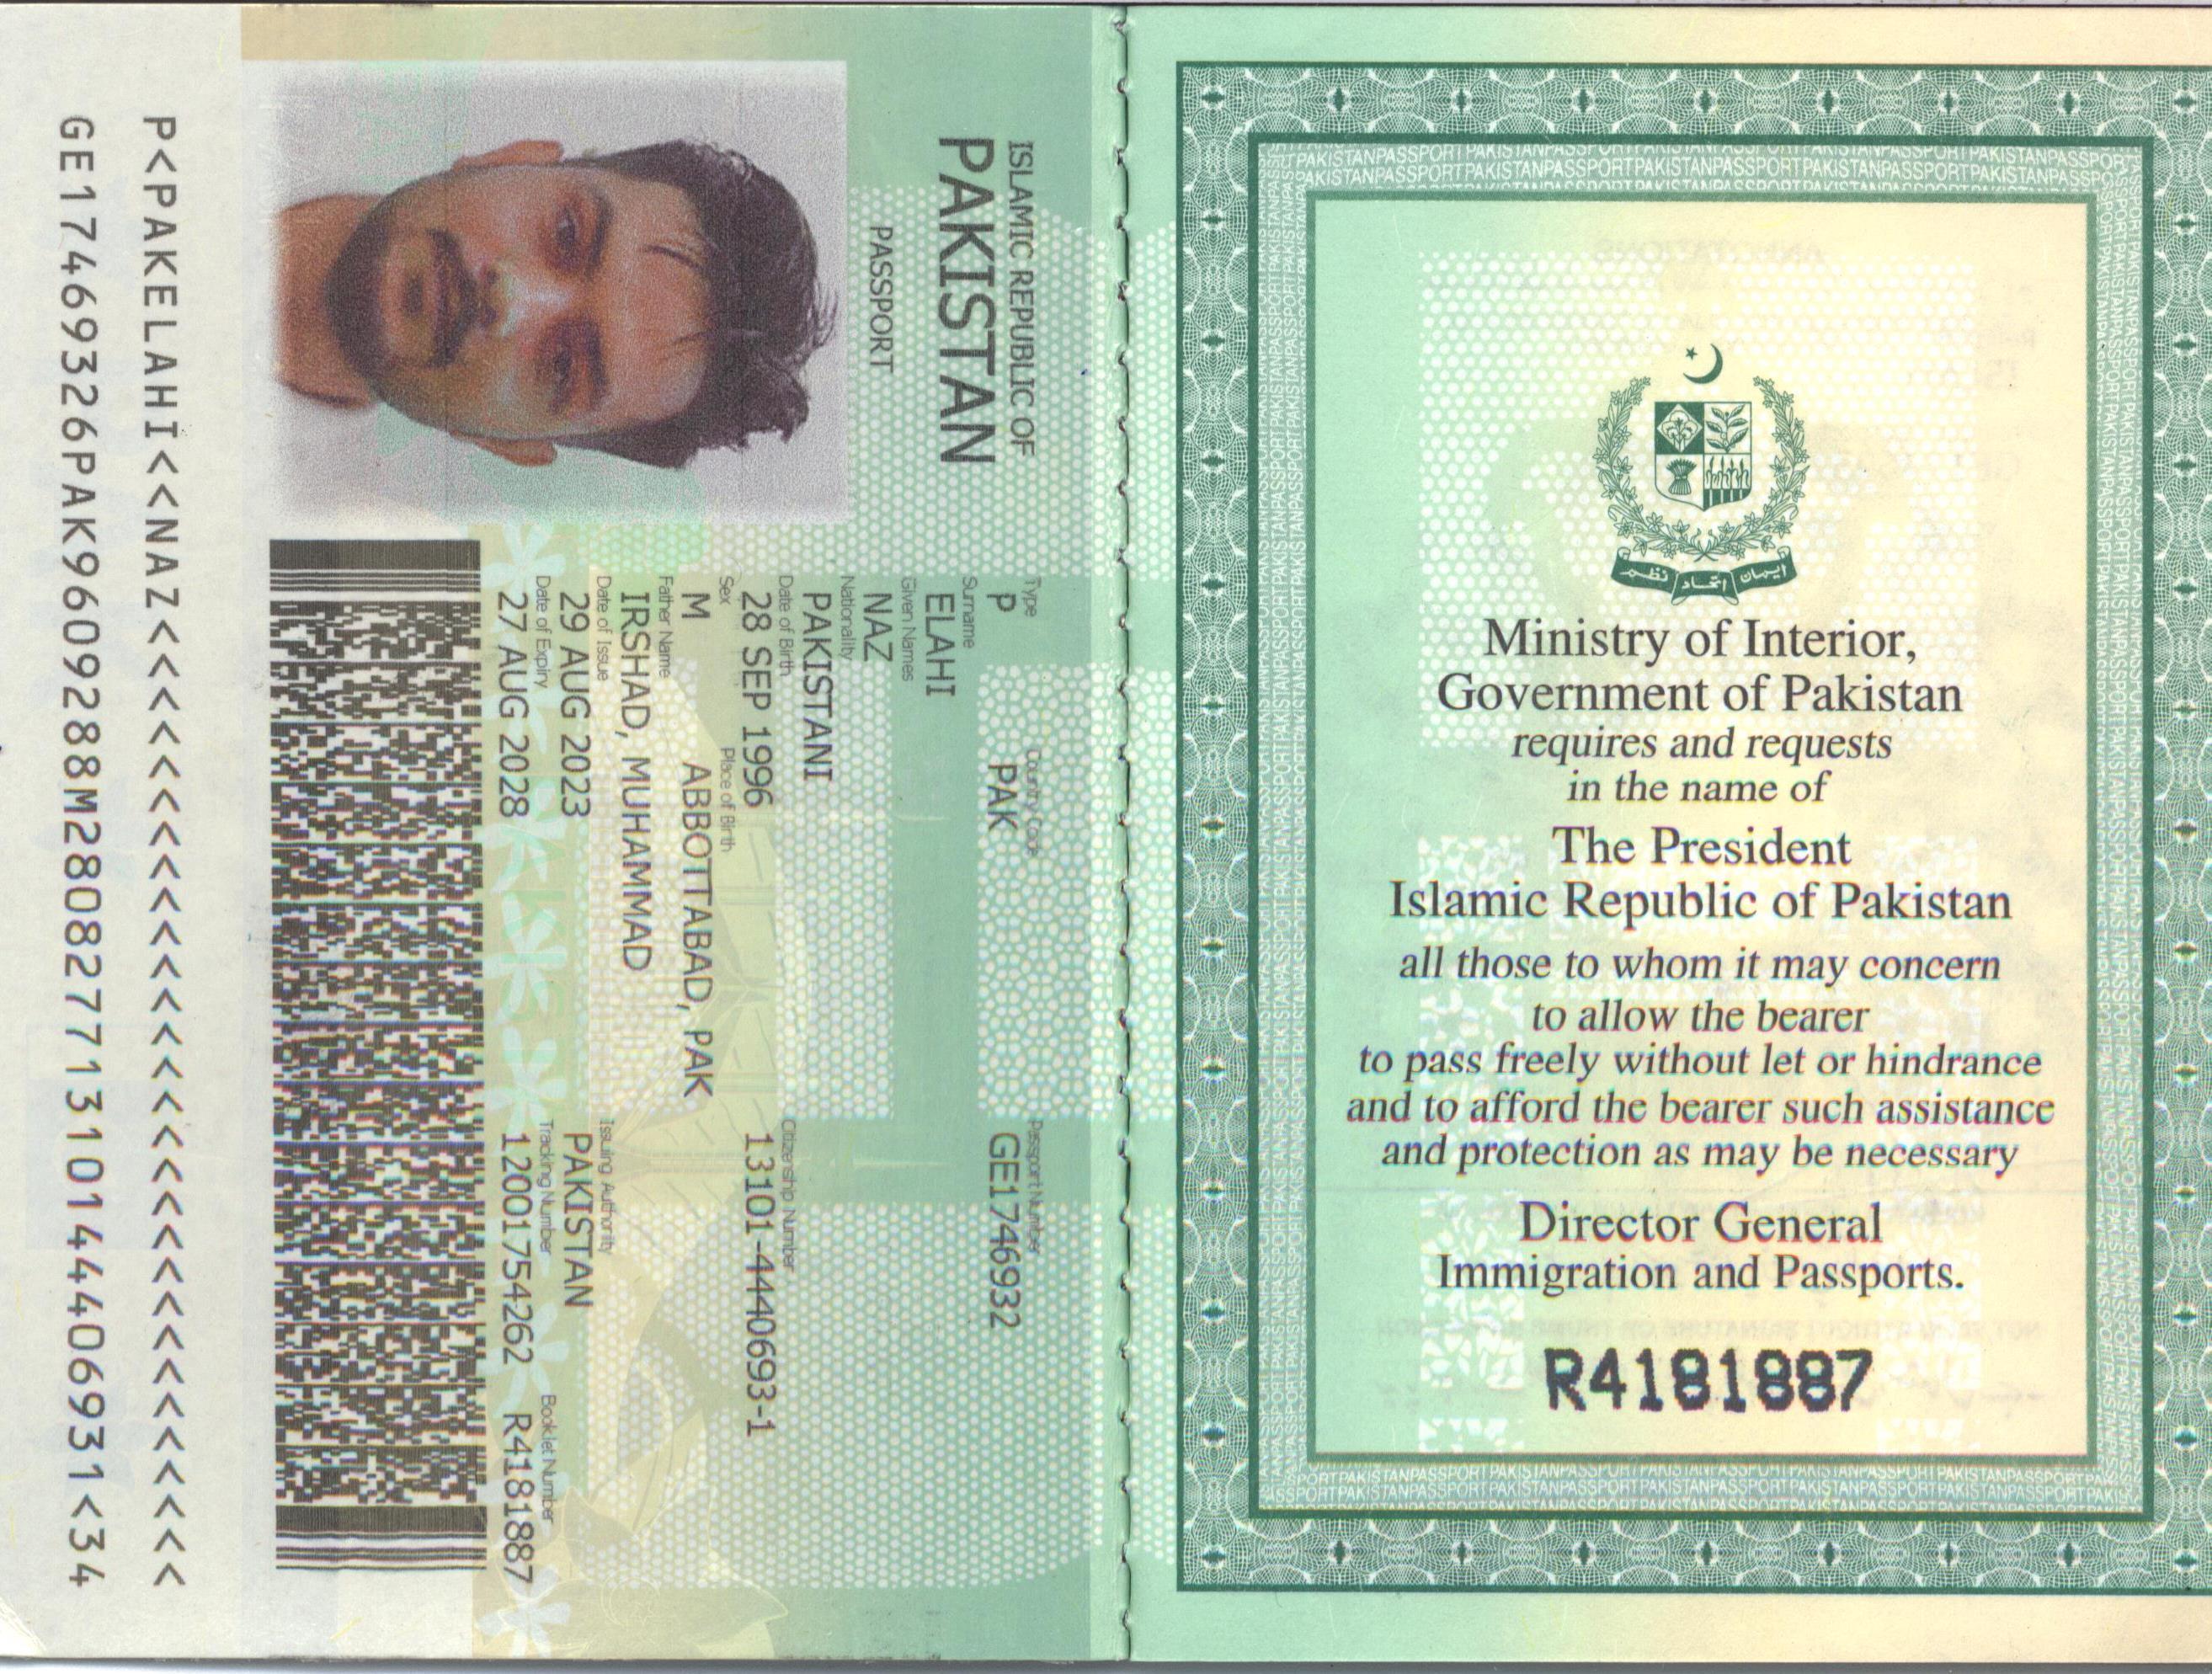 ISLAMIC REPUBLIC OF
PAKISTAN
PASSPORT
Type
Country Code
Passport Number
P
PAK
GE1746932
Surname
ELAHI
Given Names
NAZ
Nationality
PAKISTANI
Date of Birth
Citizenship Number
28 SEP 1996
13101-4440693-1
Sex
Place of Birth
M
ABBOTTABAD, PAK
Father Name
IRSHAD, MUHAMMAD
Date of Issue
Issuing Authority
29 AUG 2023
PAKISTAN
Date of Expiry
Tracking Number
Booklet Number
27 AUG 2028
12001754262
R4181887
P<PAKELAHI<<NAZ<<<<<<<<<<<<<<<<<<<<<<<<<<<<<
GE17469326PAK9609288M28082771310144406931<34
ایمان اتحاد نظم
Ministry of Interior,
Government of Pakistan
requires and requests
in the name of
The President
Islamic Republic of Pakistan
all those to whom it may concern
to allow the bearer
to pass freely without let or hindrance
and to afford the bearer such assistance
and protection as may be necessary
Director General
Immigration and Passports.
R4181887